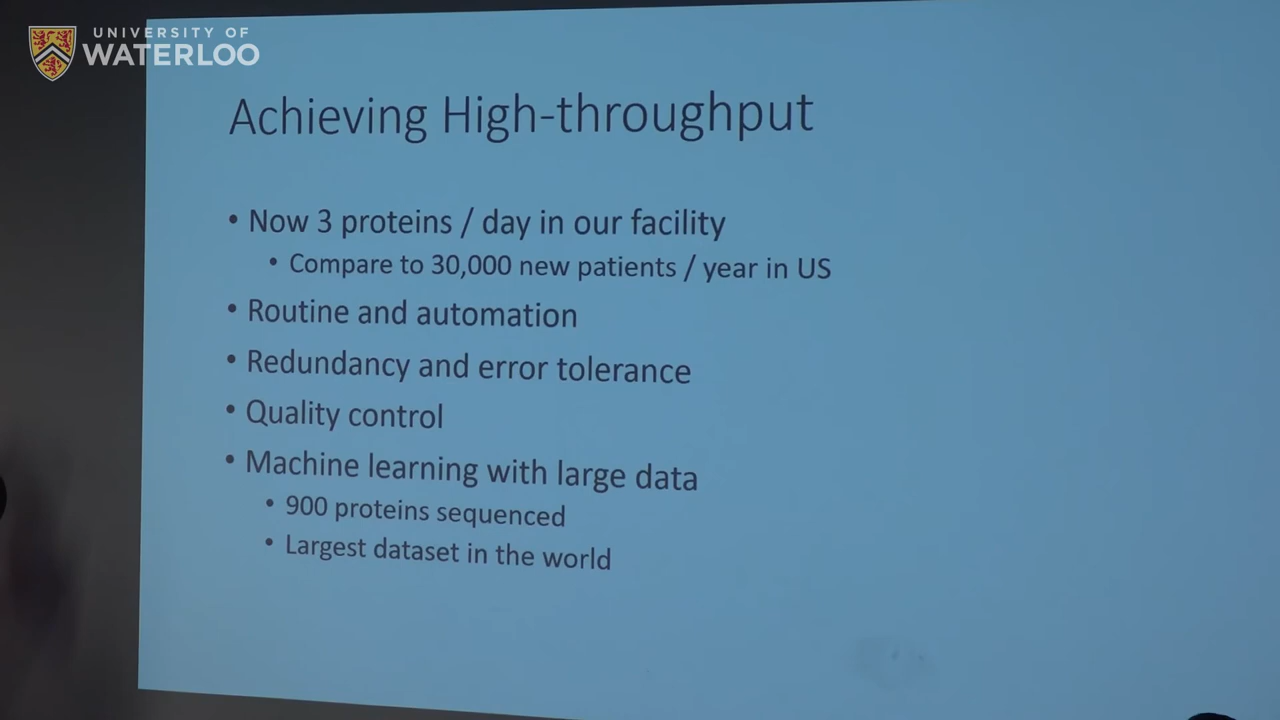 UNIVERSITY OF
WATERLOO
Achieving High-throughput
• Now 3 proteins / day in our facility
• Compare to 30,000 new patients / year in US
• Routine and automation
• Redundancy and error tolerance
• Quality control
• Machine learning with large data
• 900 proteins sequenced
• Largest dataset in the world